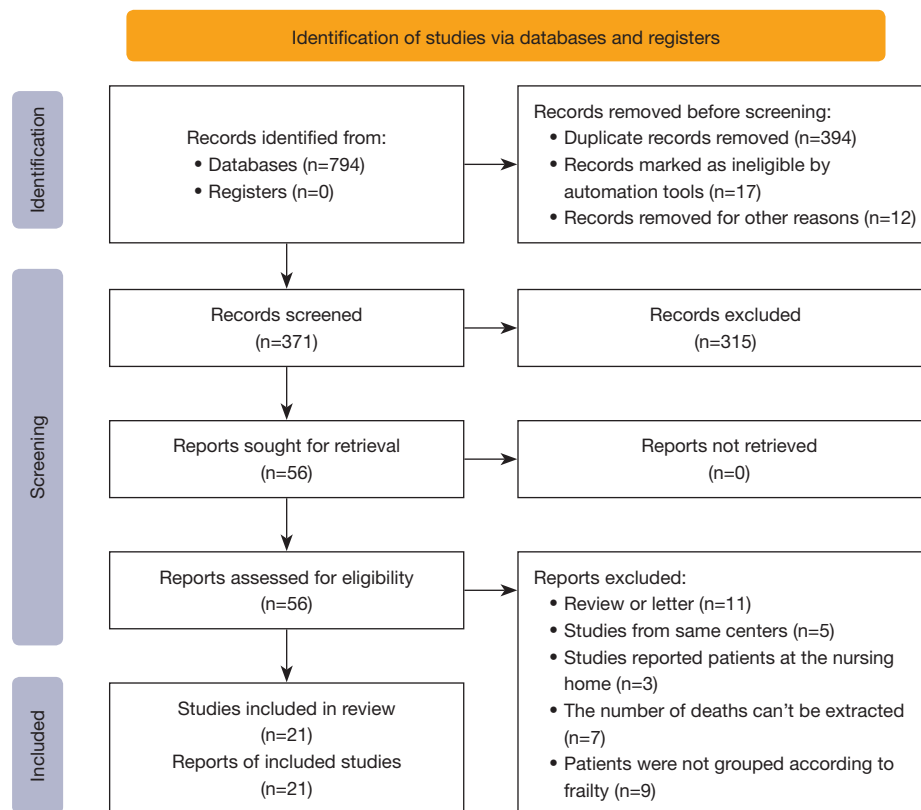 Identification of studies via databases and registers
Identification
Records identified from:
• Databases (n=794)
• Registers (n=0)
Records removed before screening:
• Duplicate records removed (n=394)
• Records marked as ineligible by
automation tools (n=17)
• Records removed for other reasons (n=12)
Screening
Records screened
(n=371)
Records excluded
(n=315)
Reports sought for retrieval
(n=56)
Reports not retrieved
(n=0)
Reports assessed for eligibility
(n=56)
Reports excluded:
• Review or letter (n=11)
• Studies from same centers (n=5)
• Studies reported patients at the nursing
home (n=3)
• The number of deaths can't be extracted
(n=7)
• Patients were not grouped according to
frailty (n=9)
Included
Studies included in review
(n=21)
Reports of included studies
(n=21)